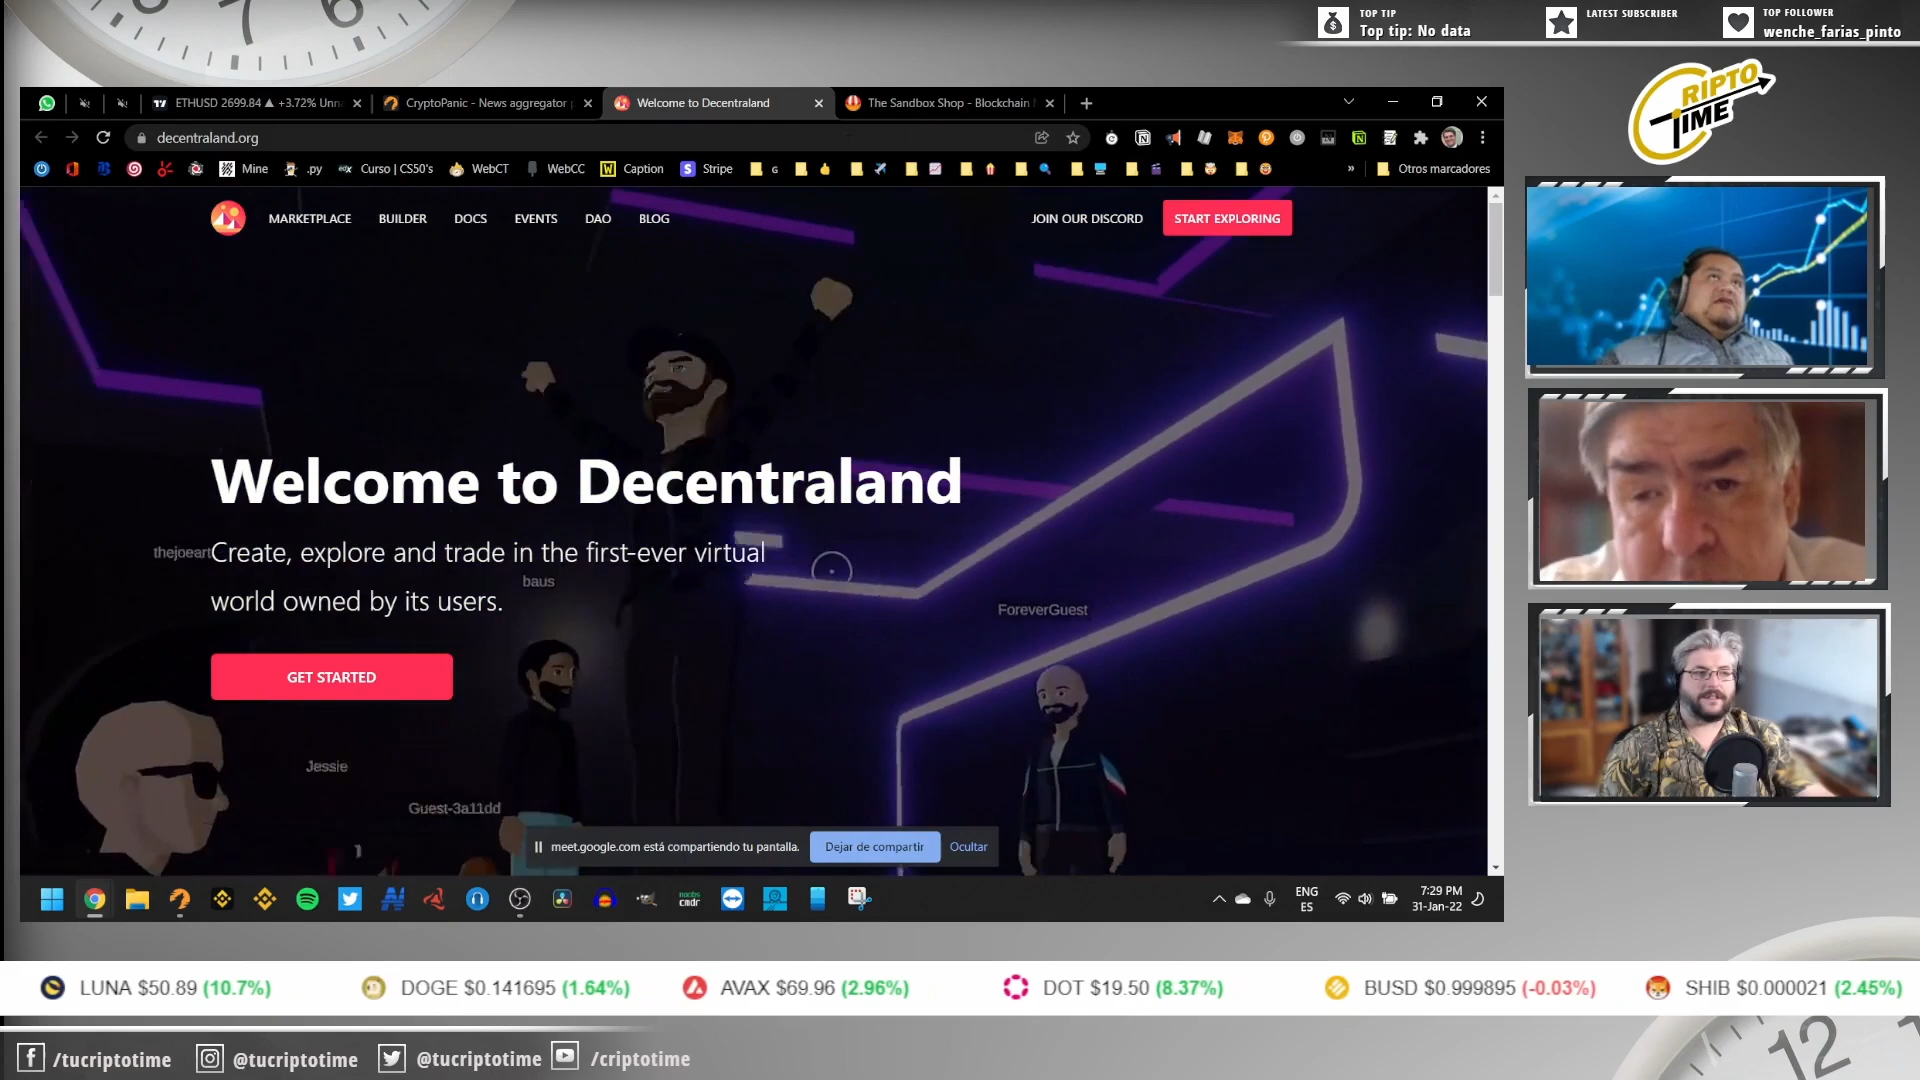 TOP TIP
Top tip: No data
LATEST SUBSCRIBER
TOP FOLLOWER
wenche_farias_pinto
CRIPTO
TIME
ETHUSD 2699.84 ▲ +3.72% Unna
CryptoPanic - News aggregator
Welcome to Decentraland
The Sandbox Shop - Blockchain
decentraland.org
Mine
.py
Curso | CS50's
WebCT
WebCC
Caption
Stripe
G
Otros marcadores
MARKETPLACE
BUILDER
DOCS
EVENTS
DAO
BLOG
JOIN OUR DISCORD
START EXPLORING
Welcome to Decentraland
thejoeart
Create, explore and trade in the first-ever virtual
baus
world owned by its users.
ForeverGuest
GET STARTED
Jessie
Guest-3a11dd
meet.google.com está compartiendo tu pantalla.
Dejar de compartir
Ocultar
noobs
cmdr
ENG
ES
7:29 PM
31-Jan-22
LUNA $50.89 (10.7%)
DOGE $0.141695 (1.64%)
AVAX $69.96 (2.96%)
DOT $19.50 (8.37%)
BUSD $0.999895 (-0.03%)
SHIB $0.000021 (2.45%)
/tucriptotime
@tucriptotime
@tucriptotime
/criptotime
7
6
12